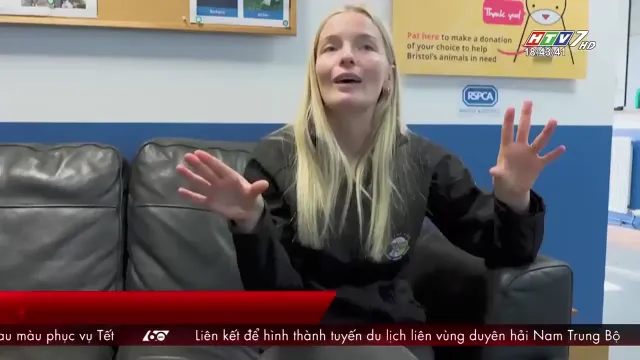 Thank you!
HTV7 HD
18:43:41
Pat here to make a donation
of your choice to help
Bristol's animals in need
RSPCA
au màu phục vụ Tết
60
Liên kết để hình thành tuyến du lịch liên vùng duyên hải Nam Trung Bộ